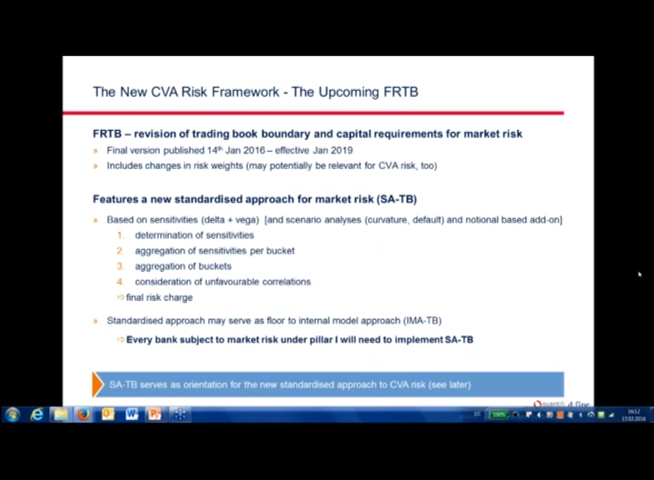 The New CVA Risk Framework - The Upcoming FRTB
FRTB – revision of trading book boundary and capital requirements for market risk
» Final version published 14th Jan 2016 – effective Jan 2019
» Includes changes in risk weights (may potentially be relevant for CVA risk, too)
Features a new standardised approach for market risk (SA-TB)
» Based on sensitivities (delta + vega) [and scenario analyses (curvature, default) and notional based add-on]
1. determination of sensitivities
2. aggregation of sensitivities per bucket
3. aggregation of buckets
4. consideration of unfavourable correlations
⇨final risk charge
» Standardised approach may serve as floor to internal model approach (IMA-TB)
⇨Every bank subject to market risk under pillar I will need to implement SA-TB
SA-TB serves as orientation for the new standardised approach to CVA risk (see later)
100%